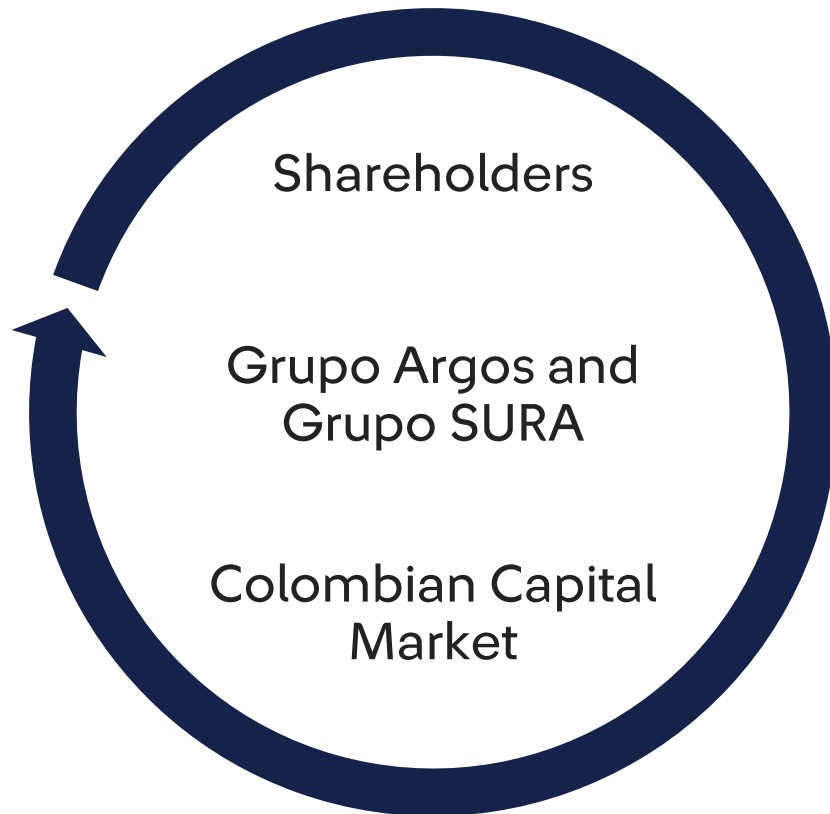 Shareholders
Grupo Argos and
Grupo SURA
Colombian Capital
Market